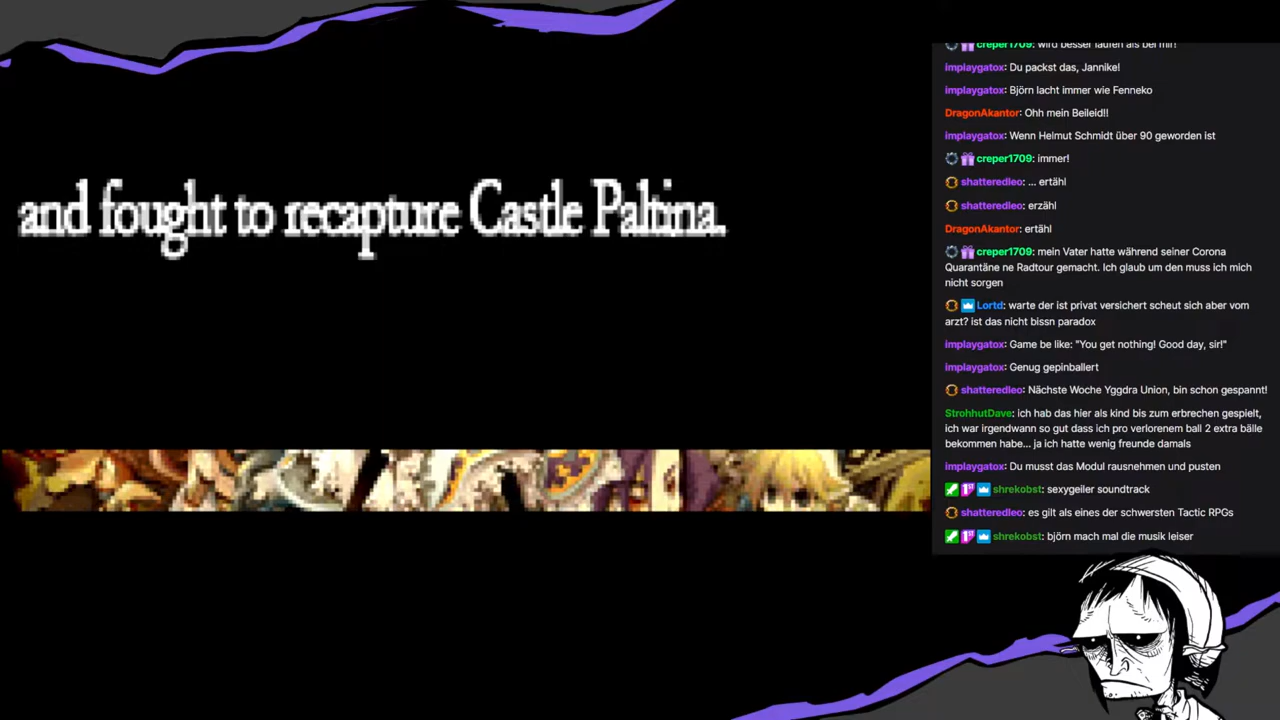 and fought to recapture Castle Paltina.
creper1709: wird besser laufen als bei mir!
implaygatox: Du packst das, Jannike!
implaygatox: Björn lacht immer wie Fenneko
DragonAkantor: Ohh mein Beileid!!
implaygatox: Wenn Helmut Schmidt über 90 geworden ist
creper1709: immer!
shatteredleo: ... ertähl
shatteredleo: erzähl
DragonAkantor: ertähl
creper1709: mein Vater hatte während seiner Corona
Quarantäne ne Radtour gemacht. Ich glaub um den muss ich mich
nicht sorgen
Lortd: warte der ist privat versichert scheut sich aber vom
arzt? ist das nicht bissn paradox
implaygatox: Game be like: "You get nothing! Good day, sir!"
implaygatox: Genug gepinballert
shatteredleo: Nächste Woche Yggdra Union, bin schon gespannt!
StrohhutDave: ich hab das hier als kind bis zum erbrechen gespielt,
ich war irgendwann so gut dass ich pro verlorenem ball 2 extra bälle
bekommen habe... ja ich hatte wenig freunde damals
implaygatox: Du musst das Modul rausnehmen und pusten
shrekobst: sexygeiler soundtrack
shatteredleo: es gilt als eines der schwersten Tactic RPGs
shrekobst: björn mach mal die musik leiser